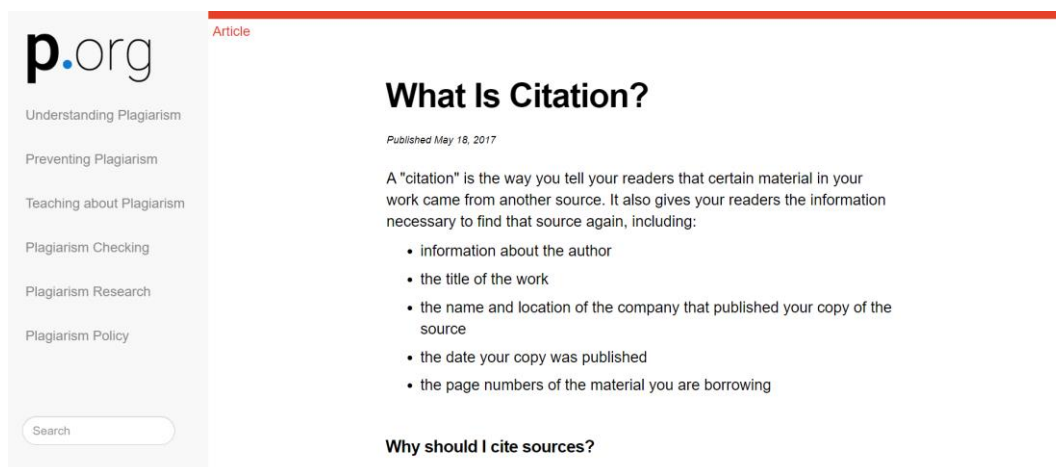 p.org
Understanding Plagiarism
Preventing Plagiarism
Teaching about Plagiarism
Plagiarism Checking
Plagiarism Research
Plagiarism Policy
Search
Article
What Is Citation?
Published May 18, 2017
A "citation" is the way you tell your readers that certain material in your
work came from another source. It also gives your readers the information
necessary to find that source again, including:
• information about the author
• the title of the work
• the name and location of the company that published your copy of the
source
• the date your copy was published
• the page numbers of the material you are borrowing
Why should I cite sources?